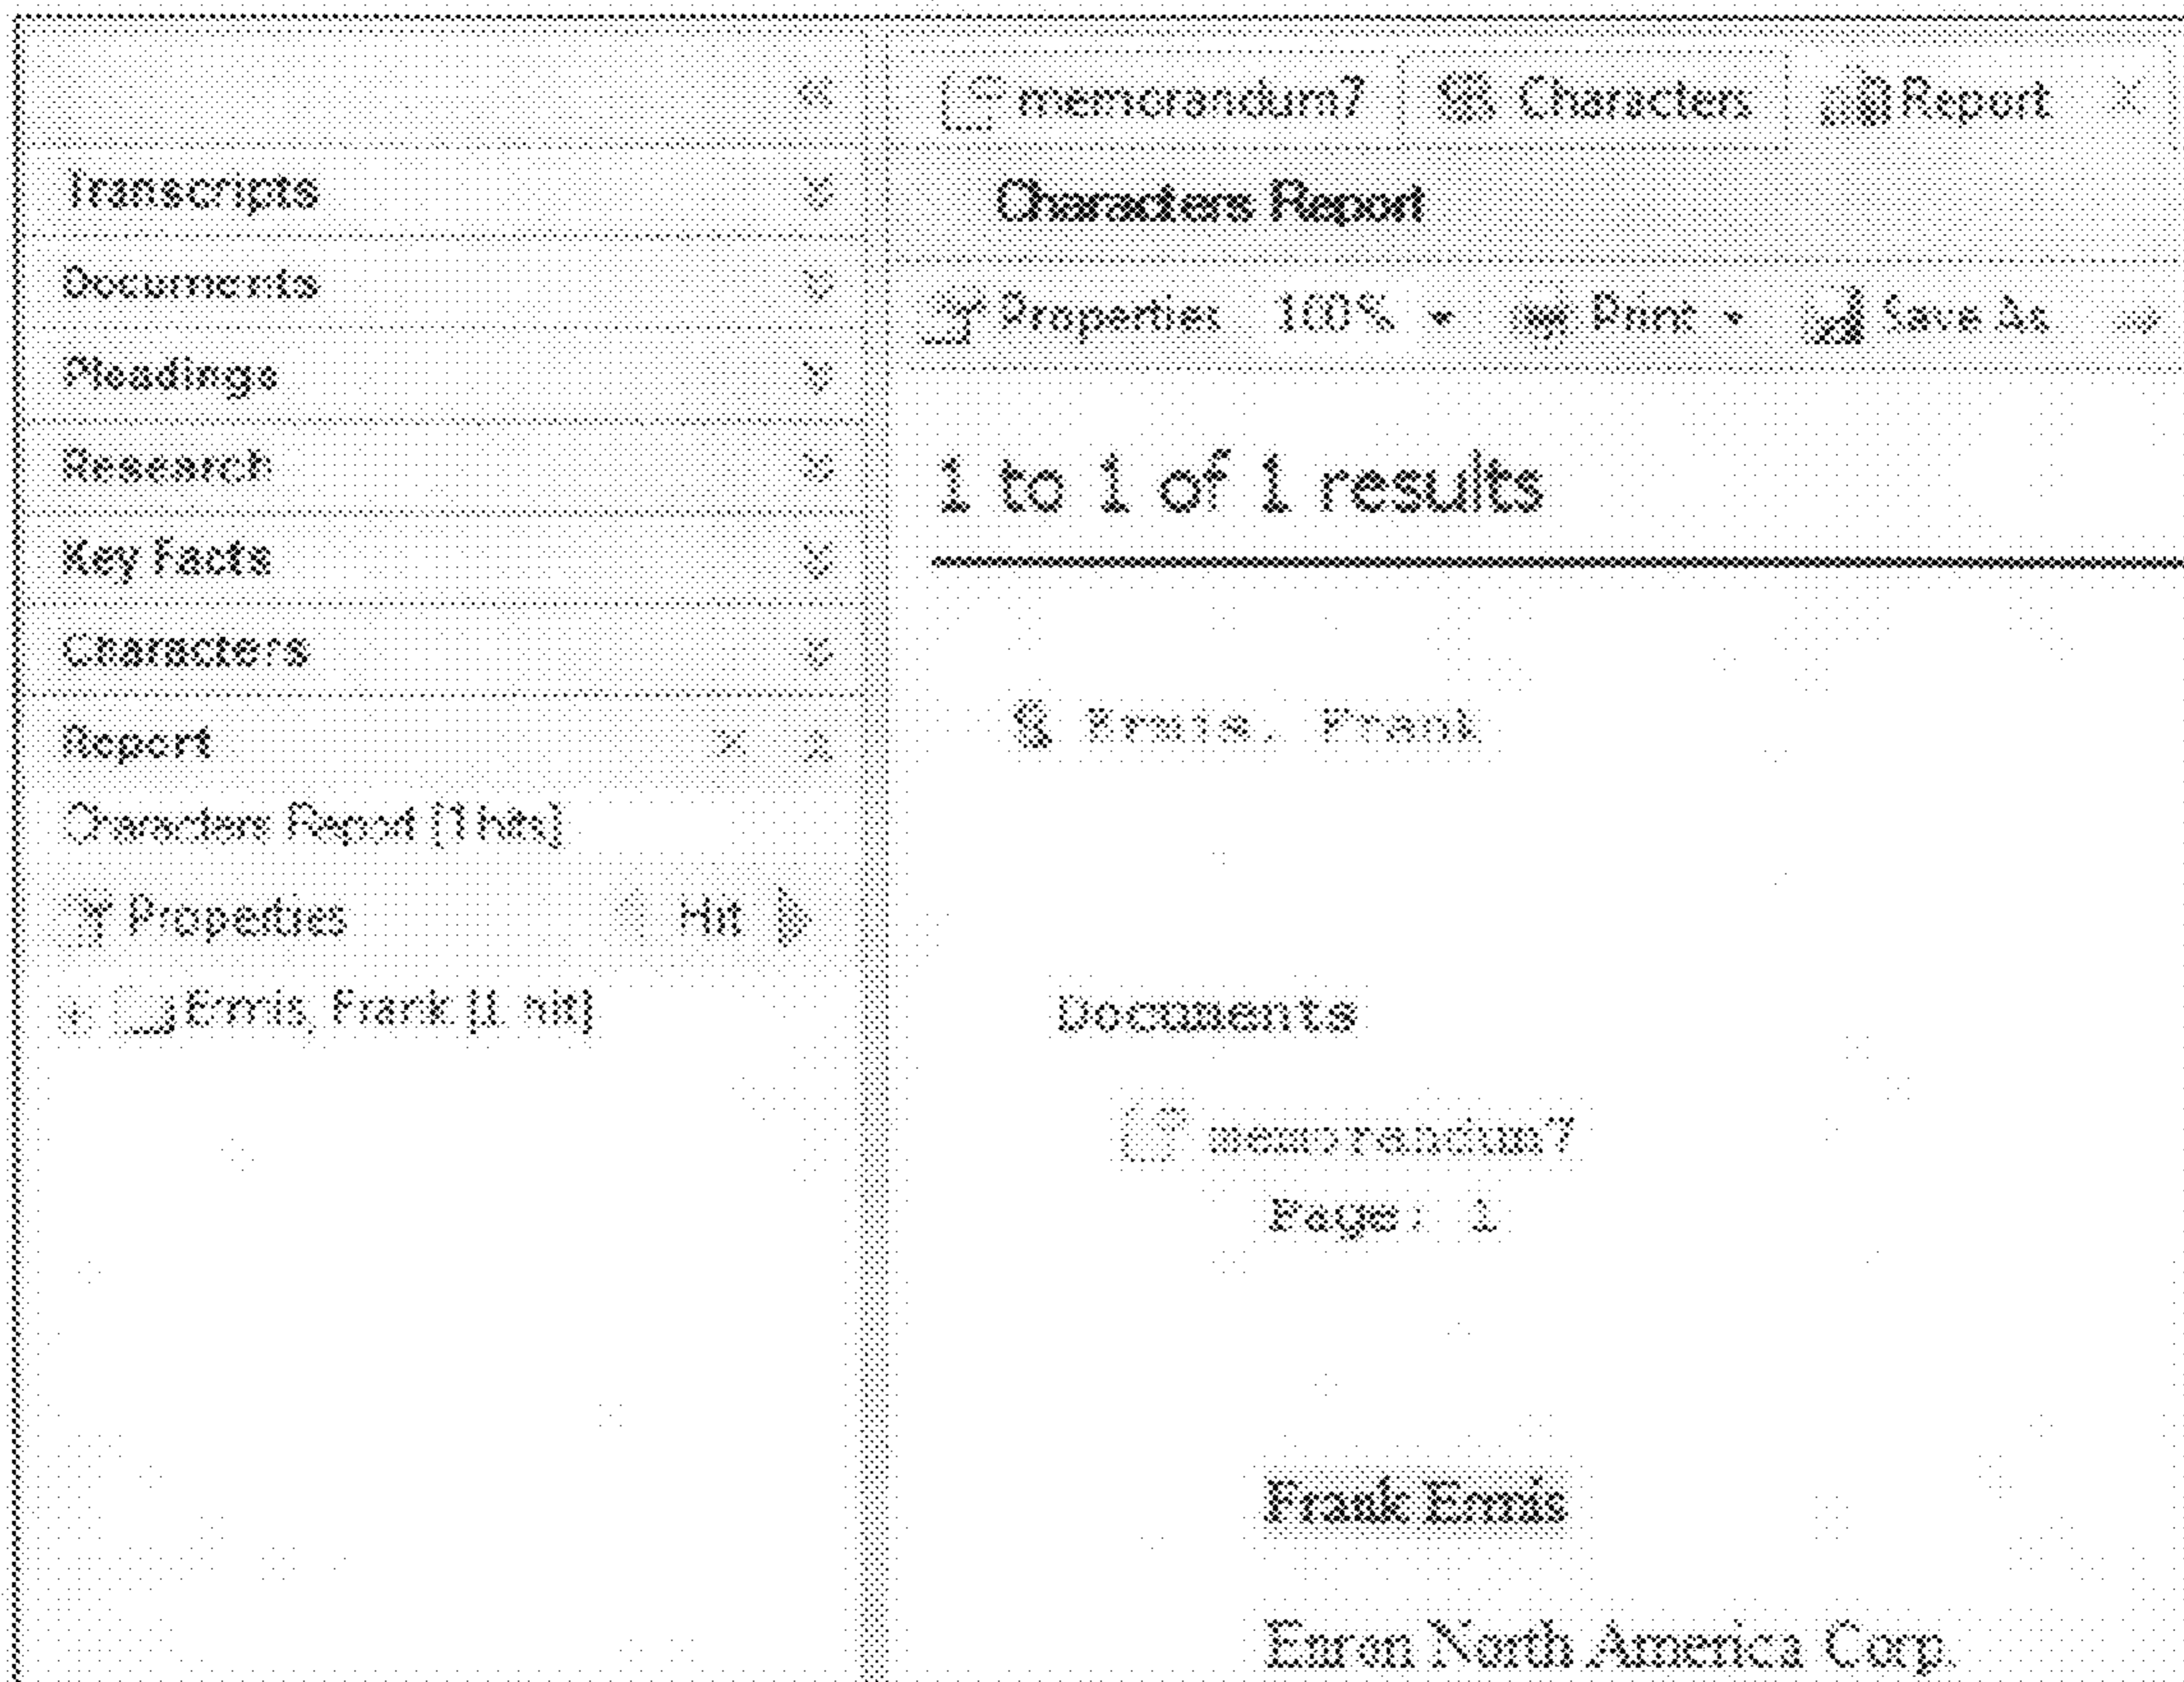 Transcripts
Documents
Pleadings
Research
Key Facts
Characters
Report
Characters Report [1 hits]
Properties Hit
Ermis, Frank [1 hit]
memorandum7 Characters Report
Characters Report
Properties 100% Print Save As
1 to 1 of 1 results
Ermis, Frank
Documents
memorandum7
Page: 1
Frank Ermis
Enron North America Corp.